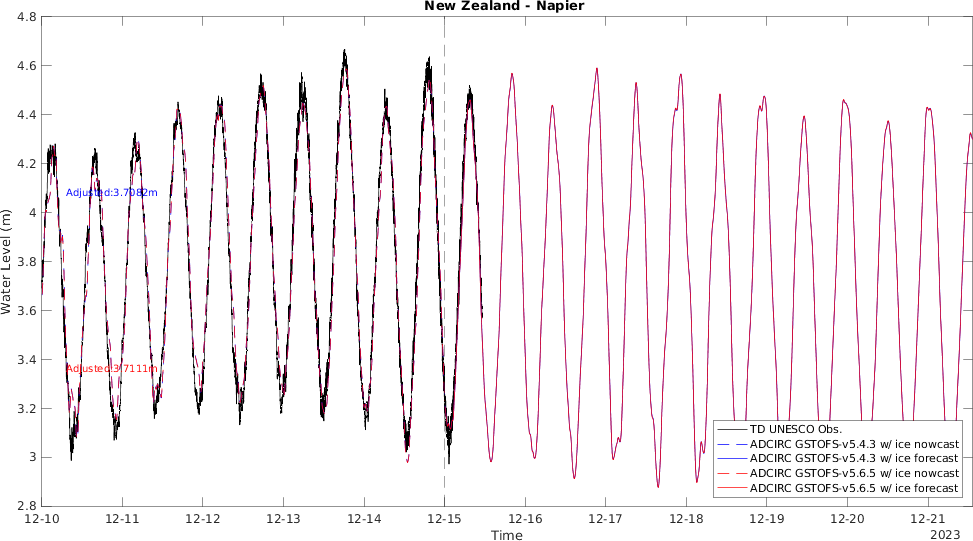 New Zealand - Napier
4.8
4.6
4.4
4.2
4
3.8
3.6
3.4
3.2
3
2.8
Water Level (m)
Adjusted:3.7082m
Adjusted:3.7111m
TD UNESCO Obs.
ADCIRC GSTOFS-v5.4.3 w/ ice nowcast
ADCIRC GSTOFS-v5.4.3 w/ ice forecast
ADCIRC GSTOFS-v5.6.5 w/ ice nowcast
ADCIRC GSTOFS-v5.6.5 w/ ice forecast
12-10 12-11 12-12 12-13 12-14 12-15 12-16 12-17 12-18 12-19 12-20 12-21
Time 2023